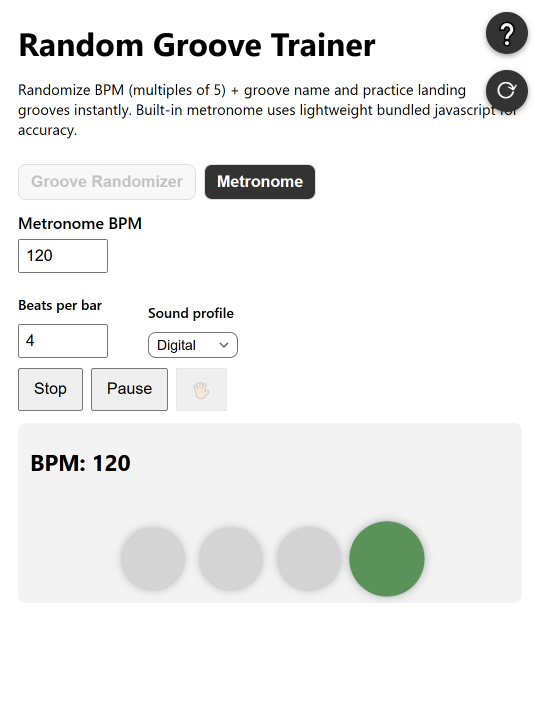 Random Groove Trainer
?
Randomize BPM (multiples of 5) + groove name and practice landing
grooves instantly. Built-in metronome uses lightweight bundled javascript for
accuracy.
Groove Randomizer
Metronome
Metronome BPM
120
Beats per bar
Sound profile
4
Digital
Stop
Pause
BPM: 120